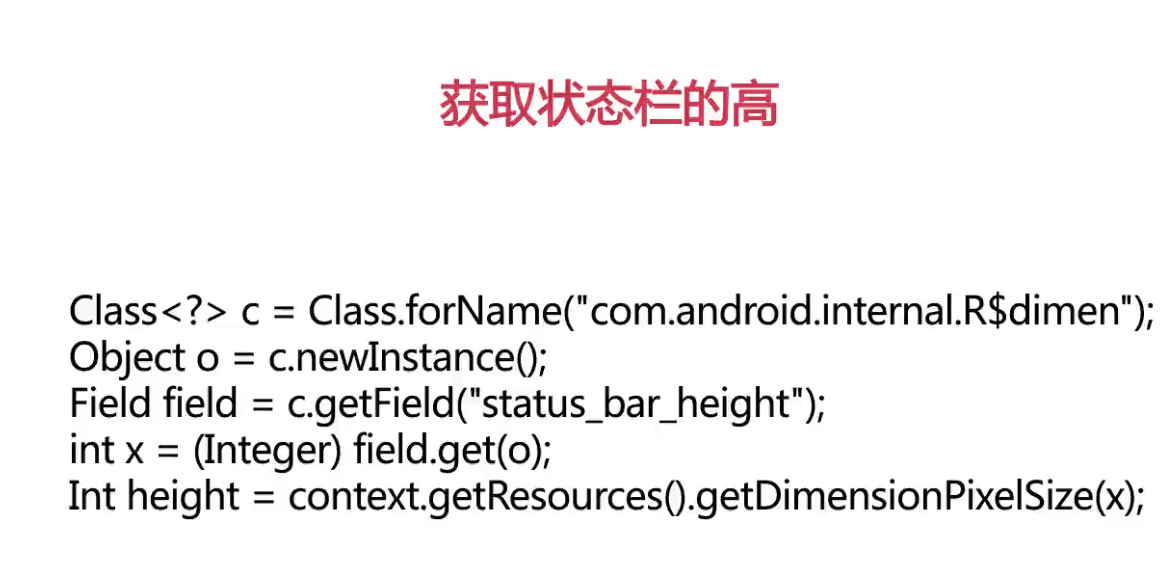 获取状态栏的高
Class<?> c = Class.forName("com.android.internal.R$dimen");
Object o = c.newInstance();
Field field = c.getField("status_bar_height");
int x = (Integer) field.get(o);
Int height = context.getResources().getDimensionPixelSize(x);